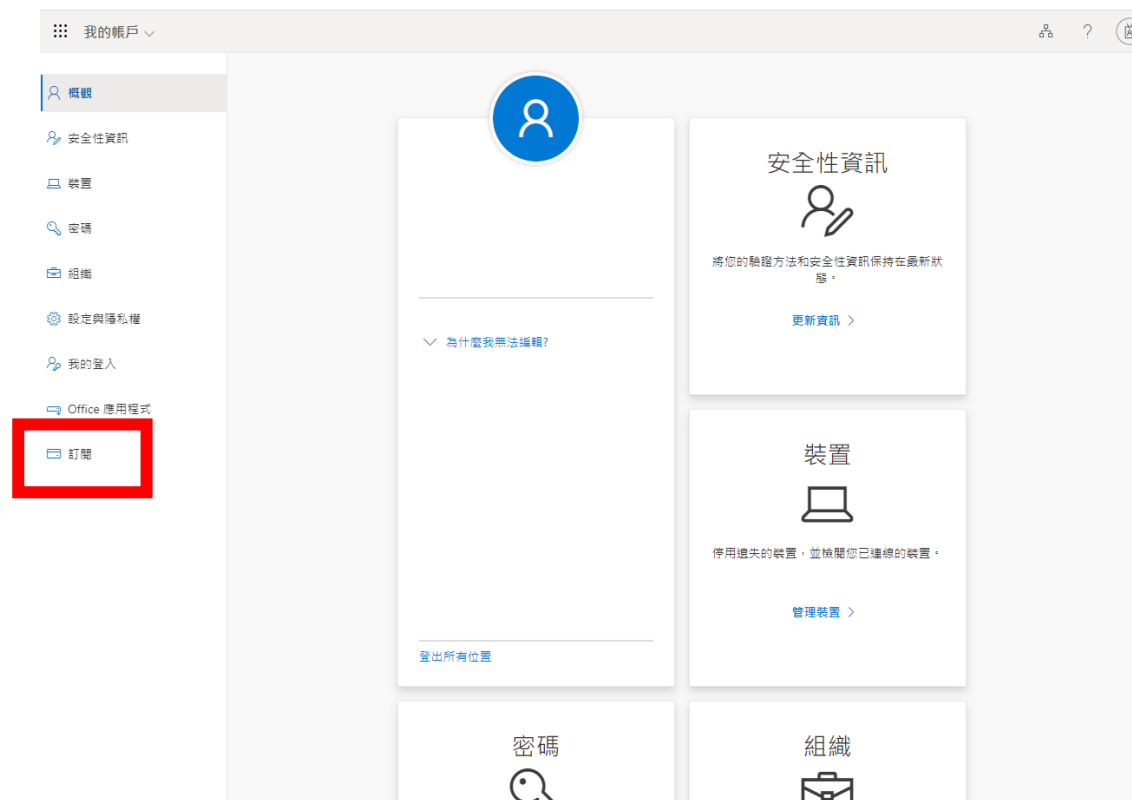 我的帳戶
?
概觀
安全性資訊
裝置
密碼
組織
設定與隱私權
我的登入
Office 應用程式
訂閱
為什麼我無法編輯?
登出所有位置
安全性資訊
將您的驗證方法和安全性資訊保持在最新狀
態。
更新資訊
裝置
停用遺失的裝置，並檢閱您已連線的裝置。
管理裝置
密碼
組織